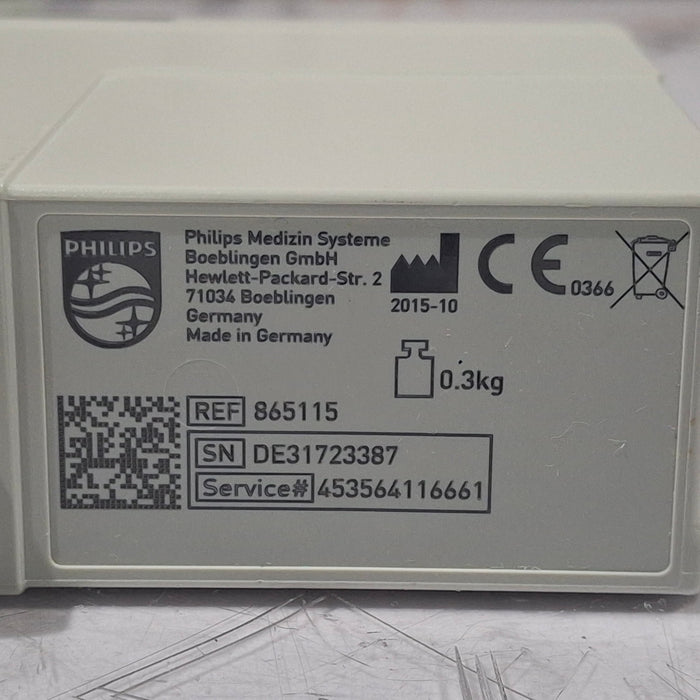 PHILIPS
Philips Medizin Systeme
Boeblingen GmbH
Hewlett-Packard-Str. 2
71034 Boeblingen
Germany
Made in Germany
2015-10
CE 0366
0.3kg
REF 865115
SN DE31723387
Service# 453564116661